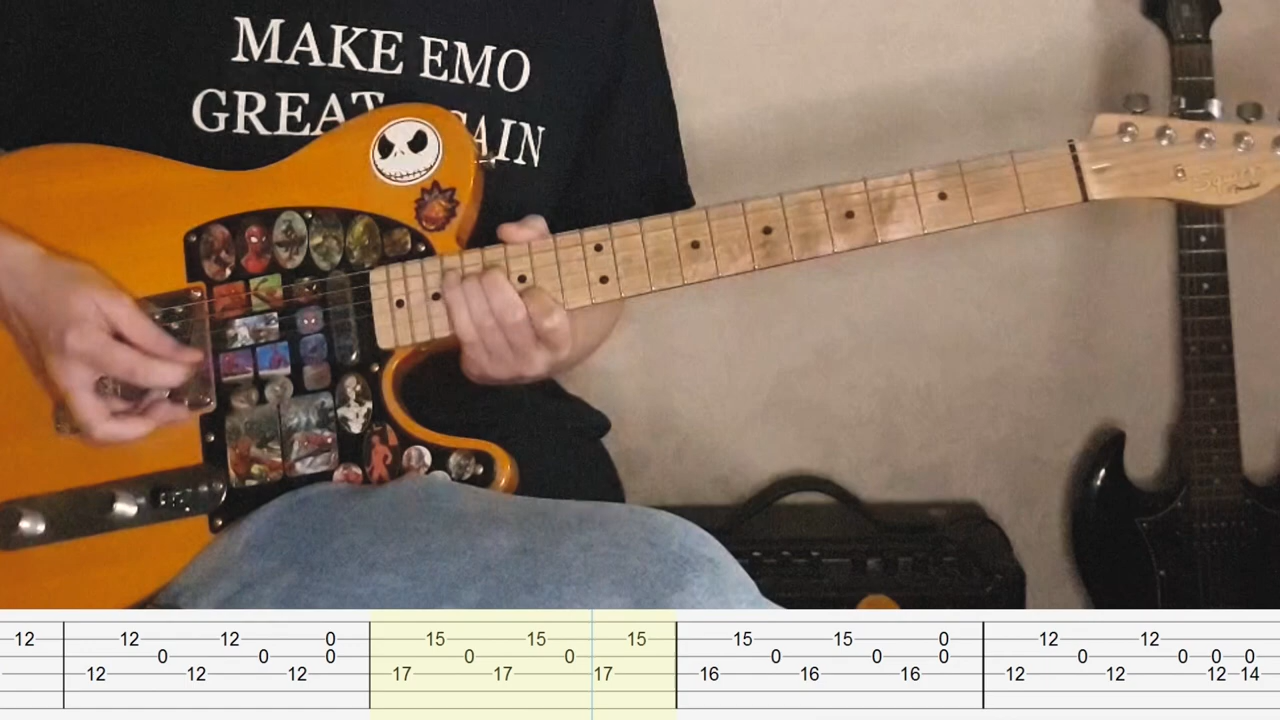 MAKE EMO
GREAT AIN
Squier
12 12 12 0 15 15 15 15 15 0 12 12
0 0 0 0 0 0 0 0 0 0 0 0
12 12 12 17 17 17 16 16 16 12 12 12 14